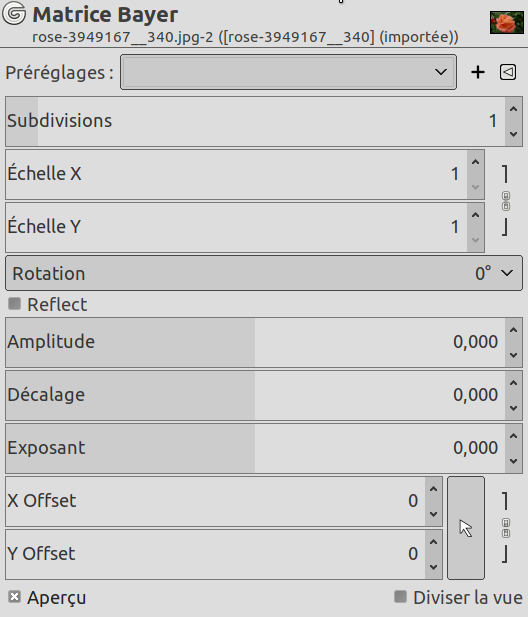 Matrice Bayer
rose-3949167__340.jpg-2 ([rose-3949167__340] (importée))
Préréglages :
Subdivisions 1
Échelle X 1
Échelle Y 1
Rotation 0°
Reflect
Amplitude 0,000
Décalage 0,000
Exposant 0,000
X Offset 0
Y Offset 0
Aperçu Diviser la vue